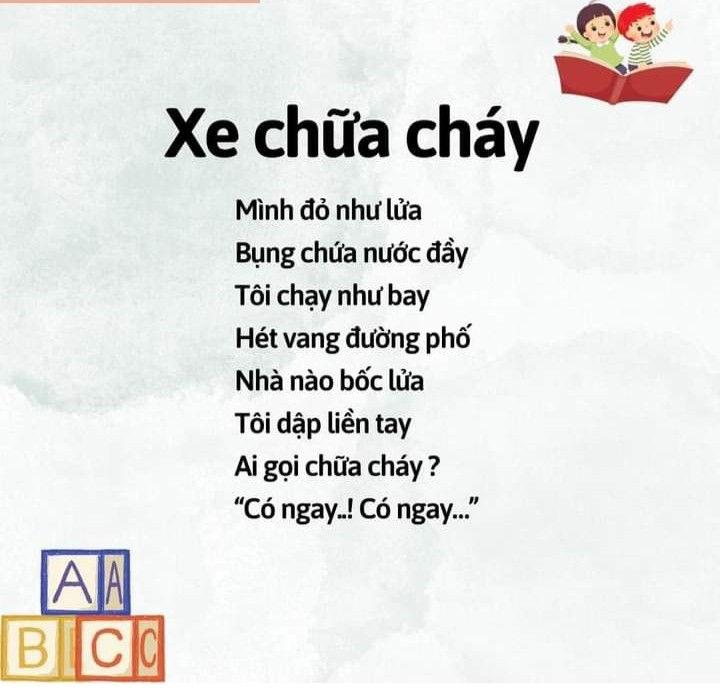 Xe chữa cháy
Mình đỏ như lửa
Bụng chứa nước đầy
Tôi chạy như bay
Hét vang đường phố
Nhà nào bốc lửa
Tôi dập liền tay
Ai gọi chữa cháy ?
“Có ngay..! Có ngay...”
A A
B C C